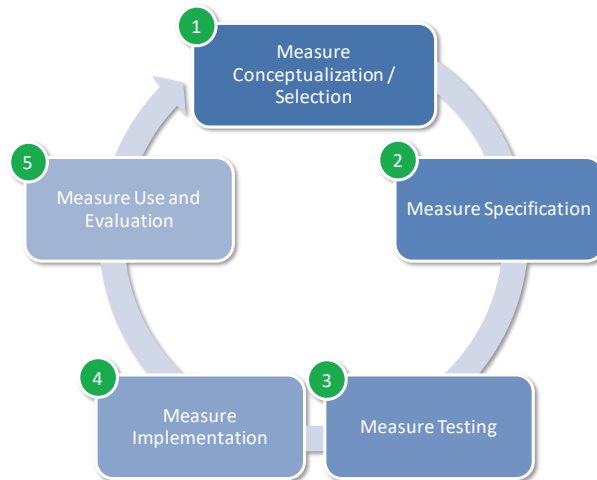 1
Measure
Conceptualization /
Selection
2
Measure Specification
3
Measure Testing
4
Measure
Implementation
5
Measure Use and
Evaluation